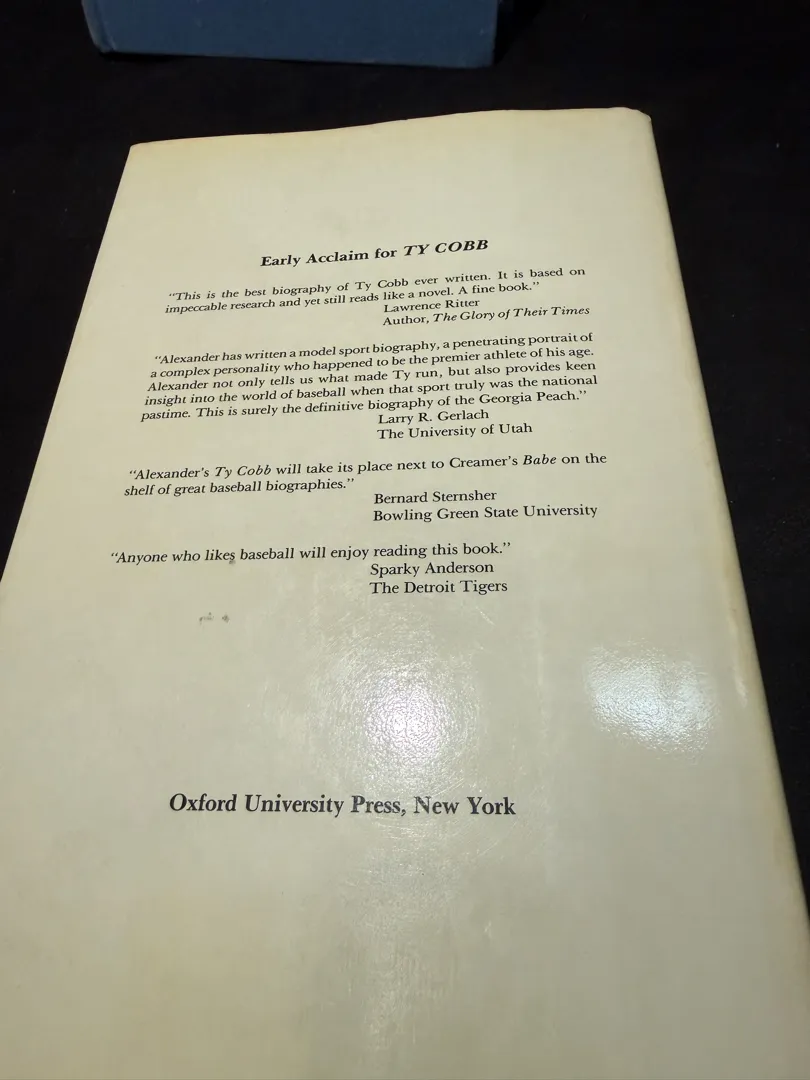 Early Acclaim for TY COBB
"This is the best biography of Ty Cobb ever written. It is based on
impeccable research and yet still reads like a novel. A fine book."
Lawrence Ritter
Author, The Glory of Their Times
"Alexander has written a model sport biography, a penetrating portrait of
a complex personality who happened to be the premier athlete of his age.
Alexander not only tells us what made Ty run, but also provides keen
insight into the world of baseball when that sport truly was the national
pastime. This is surely the definitive biography of the Georgia Peach."
Larry R. Gerlach
The University of Utah
"Alexander's Ty Cobb will take its place next to Creamer's Babe on the
shelf of great baseball biographies."
Bernard Sternsher
Bowling Green State University
"Anyone who likes baseball will enjoy reading this book."
Sparky Anderson
The Detroit Tigers
Oxford University Press, New York